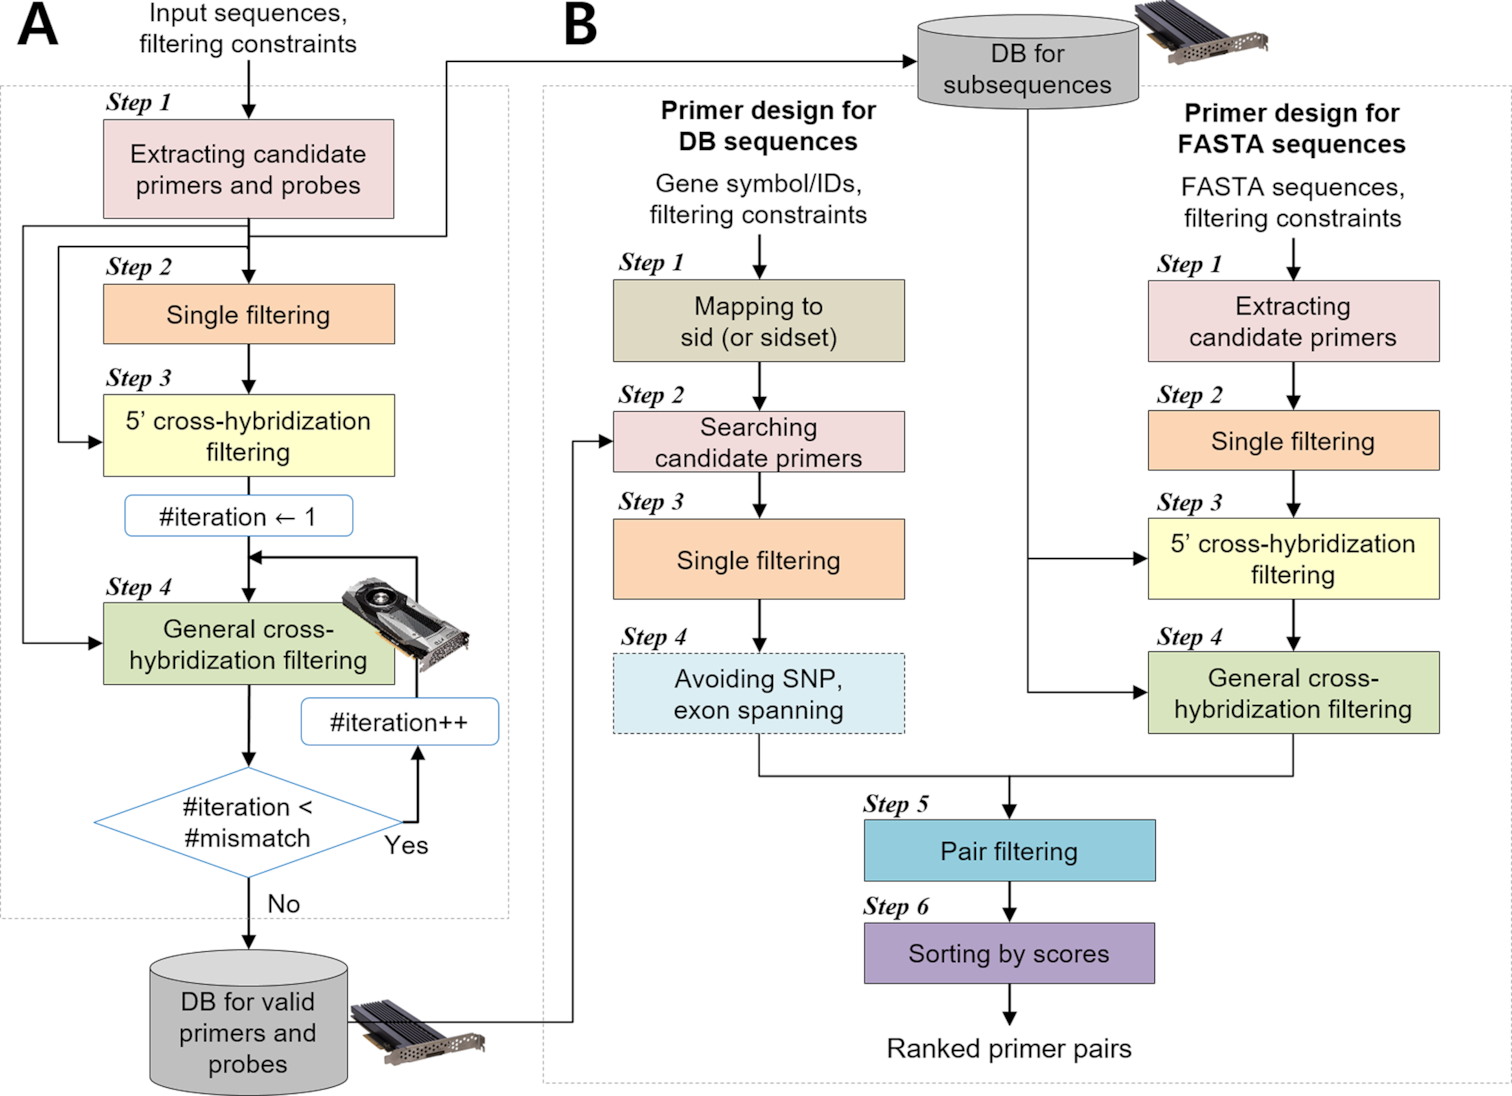 A
Input sequences,
filtering constraints
Step 1
Extracting candidate
primers and probes
Step 2
Single filtering
Step 3
5’ cross-hybridization
filtering
#iteration ← 1
Step 4
General cross-
hybridization filtering
#iteration++
#iteration <
#mismatch
Yes
No
DB for valid
primers and
probes
B
DB for
subsequences
Primer design for
DB sequences
Gene symbol/IDs,
filtering constraints
Step 1
Mapping to
sid (or sidset)
Step 2
Searching
candidate primers
Step 3
Single filtering
Step 4
Avoiding SNP,
exon spanning
Primer design for
FASTA sequences
FASTA sequences,
filtering constraints
Step 1
Extracting
candidate primers
Step 2
Single filtering
Step 3
5’ cross-hybridization
filtering
Step 4
General cross-
hybridization filtering
Step 5
Pair filtering
Step 6
Sorting by scores
Ranked primer pairs